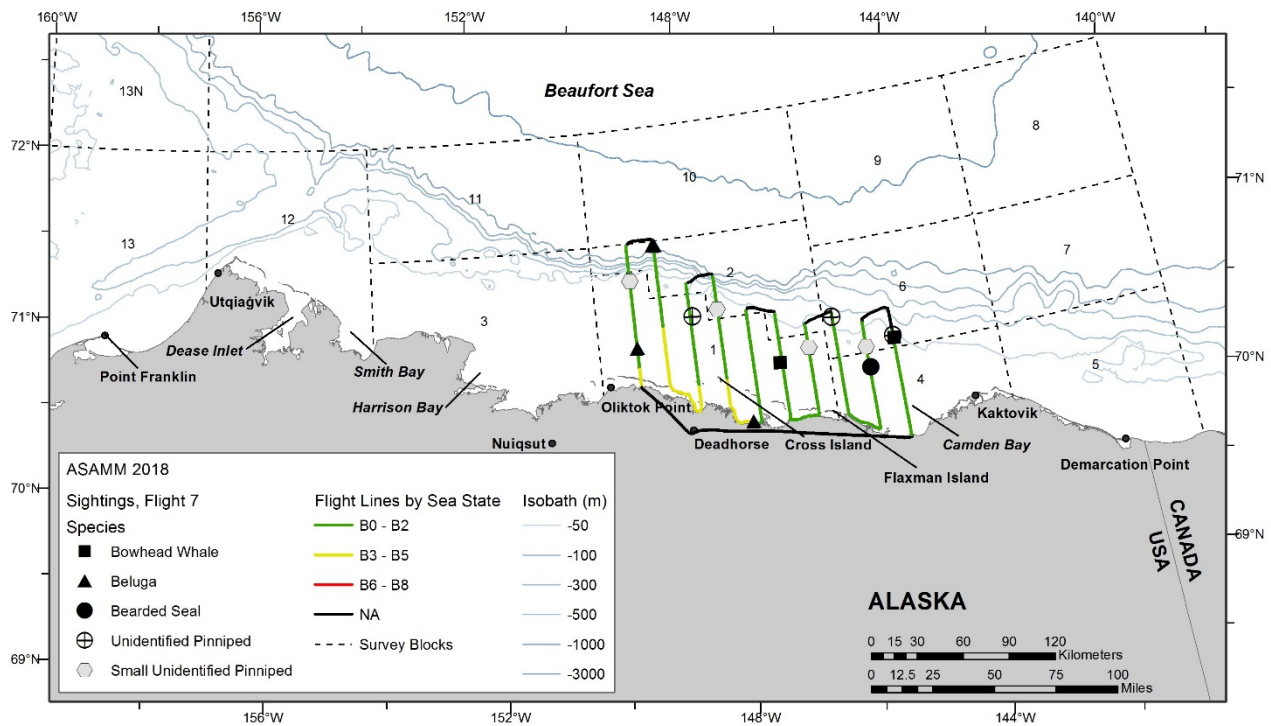 160°W
156°W
152°W
148°W
144°W
140°W
13N
Beaufort Sea
8
72°N
9
10
71°N
11
12
13
7
2
6
Utqiaġvik
3
71°N
Dease Inlet
1
70°N
Smith Bay
5
Point Franklin
4
Harrison Bay
Oliktok Point
Kaktovik
Nuiqsut
Deadhorse
Cross Island
Camden Bay
Demarcation Point
Flaxman Island
70°N
ASAMM 2018
Sightings, Flight 7
Species
Bowhead Whale
Beluga
Bearded Seal
Unidentified Pinniped
Small Unidentified Pinniped
Flight Lines by Sea State
B0 - B2
B3 - B5
B6 - B8
NA
Survey Blocks
Isobath (m)
-50
-100
-300
-500
-1000
-3000
CANADA
USA
69°N
ALASKA
0 15 30 60 90 120
Kilometers
0 12.5 25 50 75 100
Miles
69°N
156°W
152°W
148°W
144°W